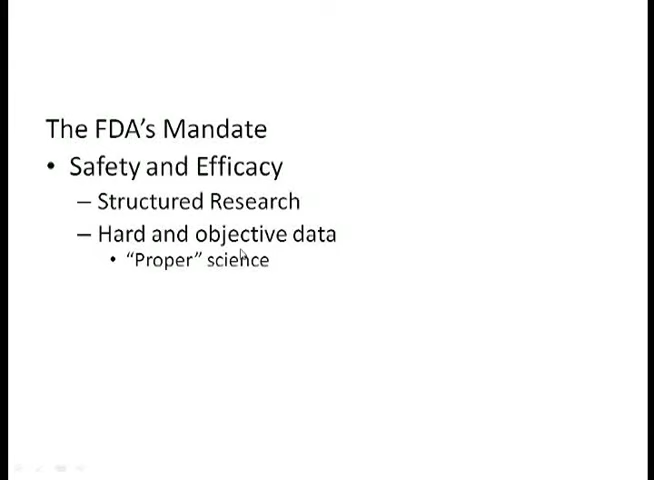 The FDA's Mandate
• Safety and Efficacy
– Structured Research
– Hard and objective data
• “Proper” science